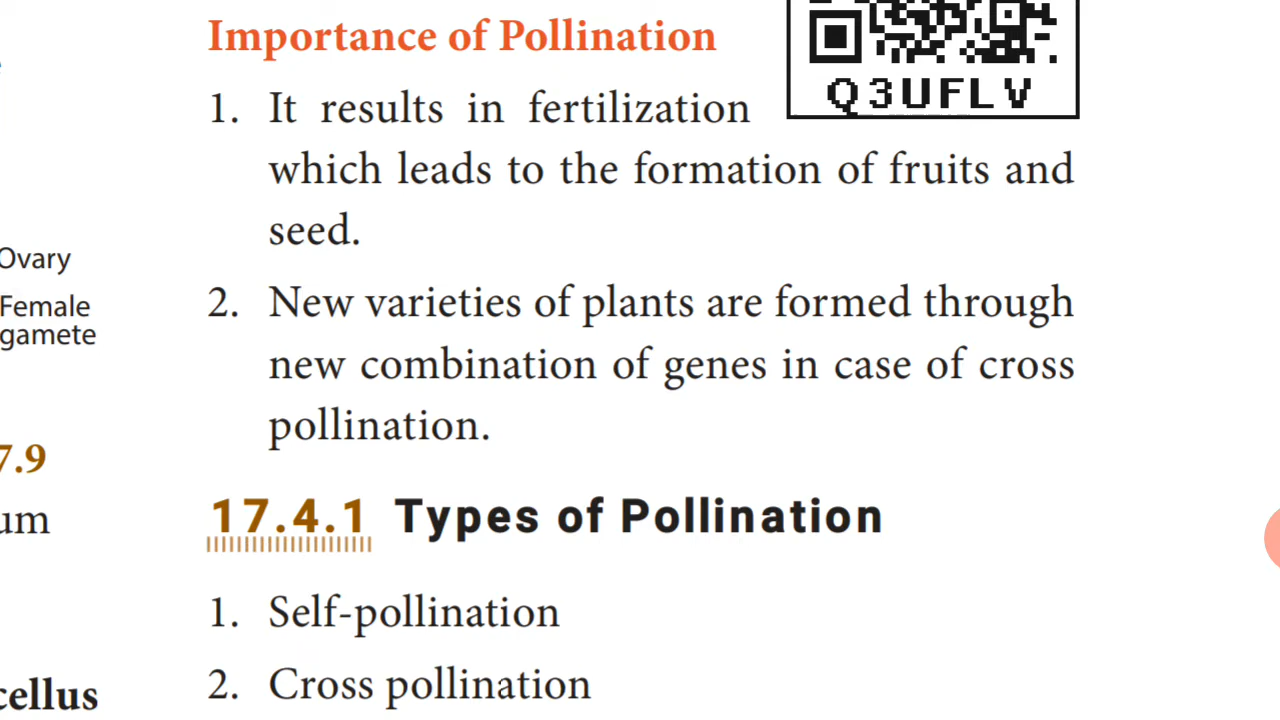 Importance of Pollination
Q3UFLV
1. It results in fertilization
which leads to the formation of fruits and
seed.
2. New varieties of plants are formed through
new combination of genes in case of cross
pollination.
17.4.1 Types of Pollination
1. Self-pollination
2. Cross pollination
Ovary
Female
gamete
7.9
um
cellus